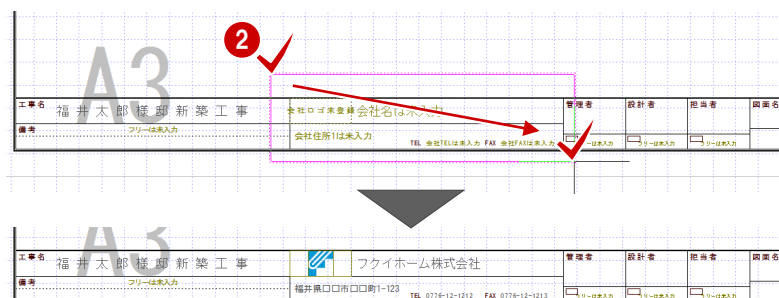 2
A3
工事名 福井太郎様邸新築工事 会社ロゴ未登録 会社名は未入力 管理者 設計者 担当者 図面名
備考 フリーは未入力 会社住所1は未入力
TEL 会社TELは未入力 FAX 会社FAXは未入力 フリーは未入力 フリーは未入力
A3
工事名 福井太郎様邸新築工事 フクイホーム株式会社 管理者 設計者 担当者 図面名
備考 フリーは未入力 福井県口口市口口町1-123
TEL 0776-12-1212 FAX 0776-12-1213 フリーは未入力 フリーは未入力 フリーは未入力